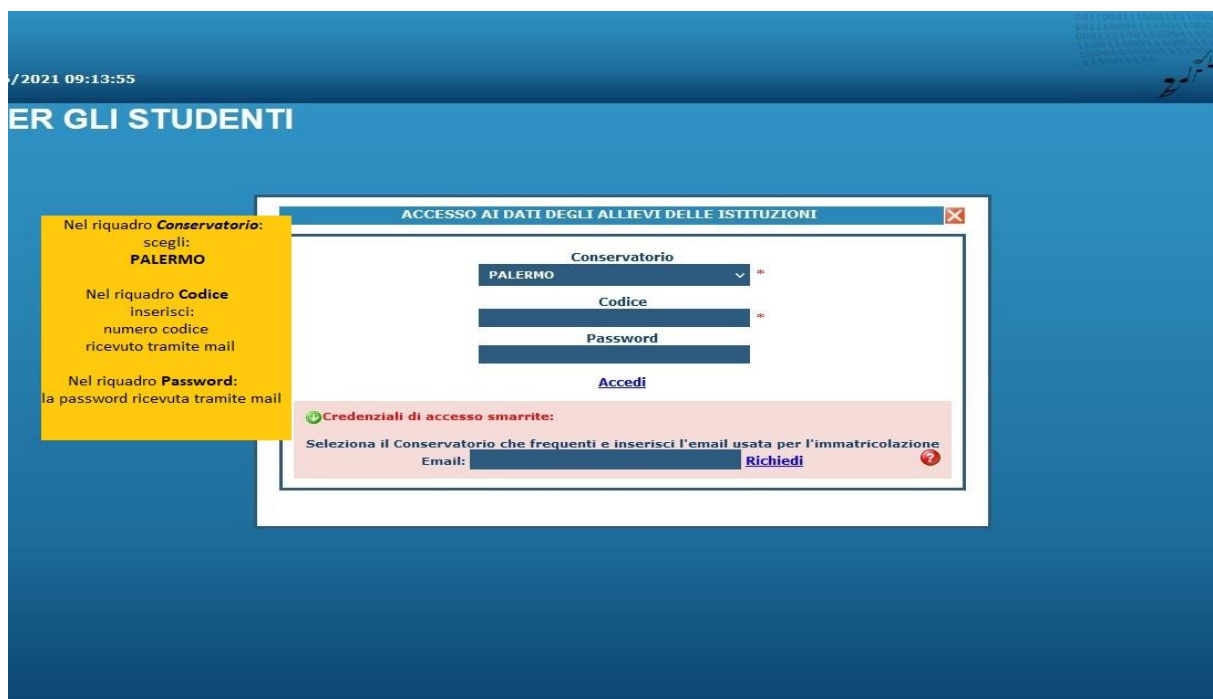 /2021 09:13:55
ER GLI STUDENTI
Nel riquadro Conservatorio:
scegli:
PALERMO
Nel riquadro Codice
inserisci:
numero codice
ricevuto tramite mail
Nel riquadro Password:
la password ricevuta tramite mail
ACCESSO AI DATI DEGLI ALLIEVI DELLE ISTITUZIONI
Conservatorio
PALERMO *
Codice
*
Password
Accedi
Credenziali di accesso smarrite:
Seleziona il Conservatorio che frequenti e inserisci l'email usata per l'immatricolazione
Email: Richiedi